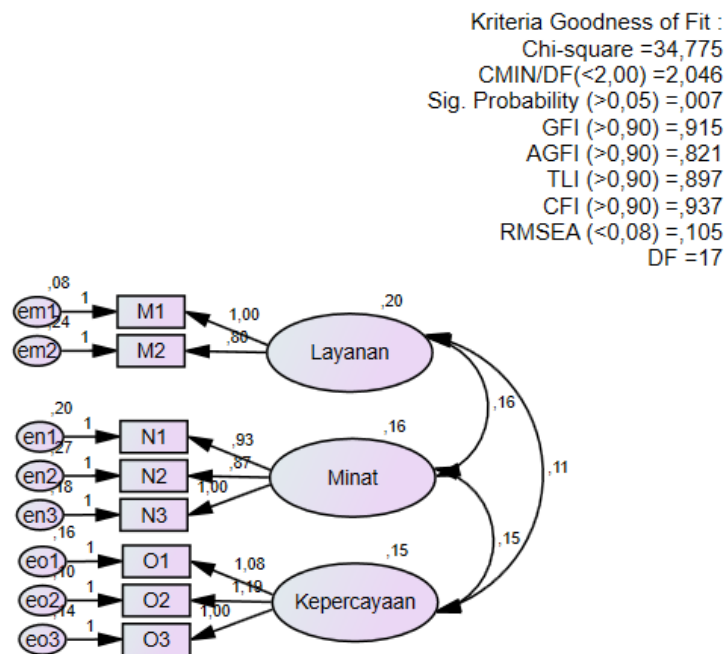 Kriteria Goodness of Fit :
Chi-square =34,775
CMIN/DF(<2,00) =2,046
Sig. Probability (>0,05) =,007
GFI (>0,90) =,915
AGFI (>0,90) =,821
TLI (>0,90) =,897
CFI (>0,90) =,937
RMSEA (<0,08) =,105
DF =17
,08
em1 1 M1 1,00 ,20
,24
em2 1 M2 ,80 Layanan
,16
,20
en1 1 N1 ,93 ,16
,27
en2 1 N2 ,87 Minat ,11
,18
en3 1 N3 1,00
,16
eo1 1 O1 1,08 ,15 ,15
,10
eo2 1 O2 1,19 Kepercayaan
,14
eo3 1 O3 1,00